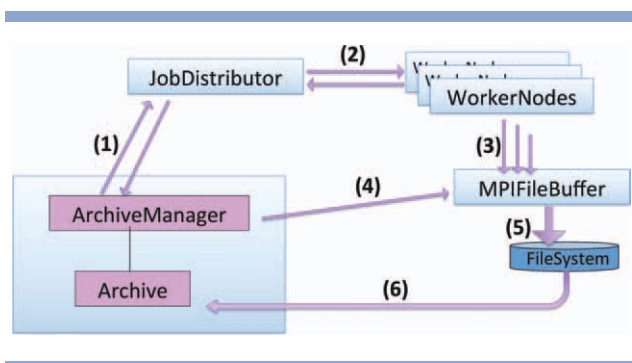 (2)
JobDistributor
WorkerNodes
(1)
(3)
(4)
MPIFileBuffer
ArchiveManager
(5)
FileSystem
Archive
(6)